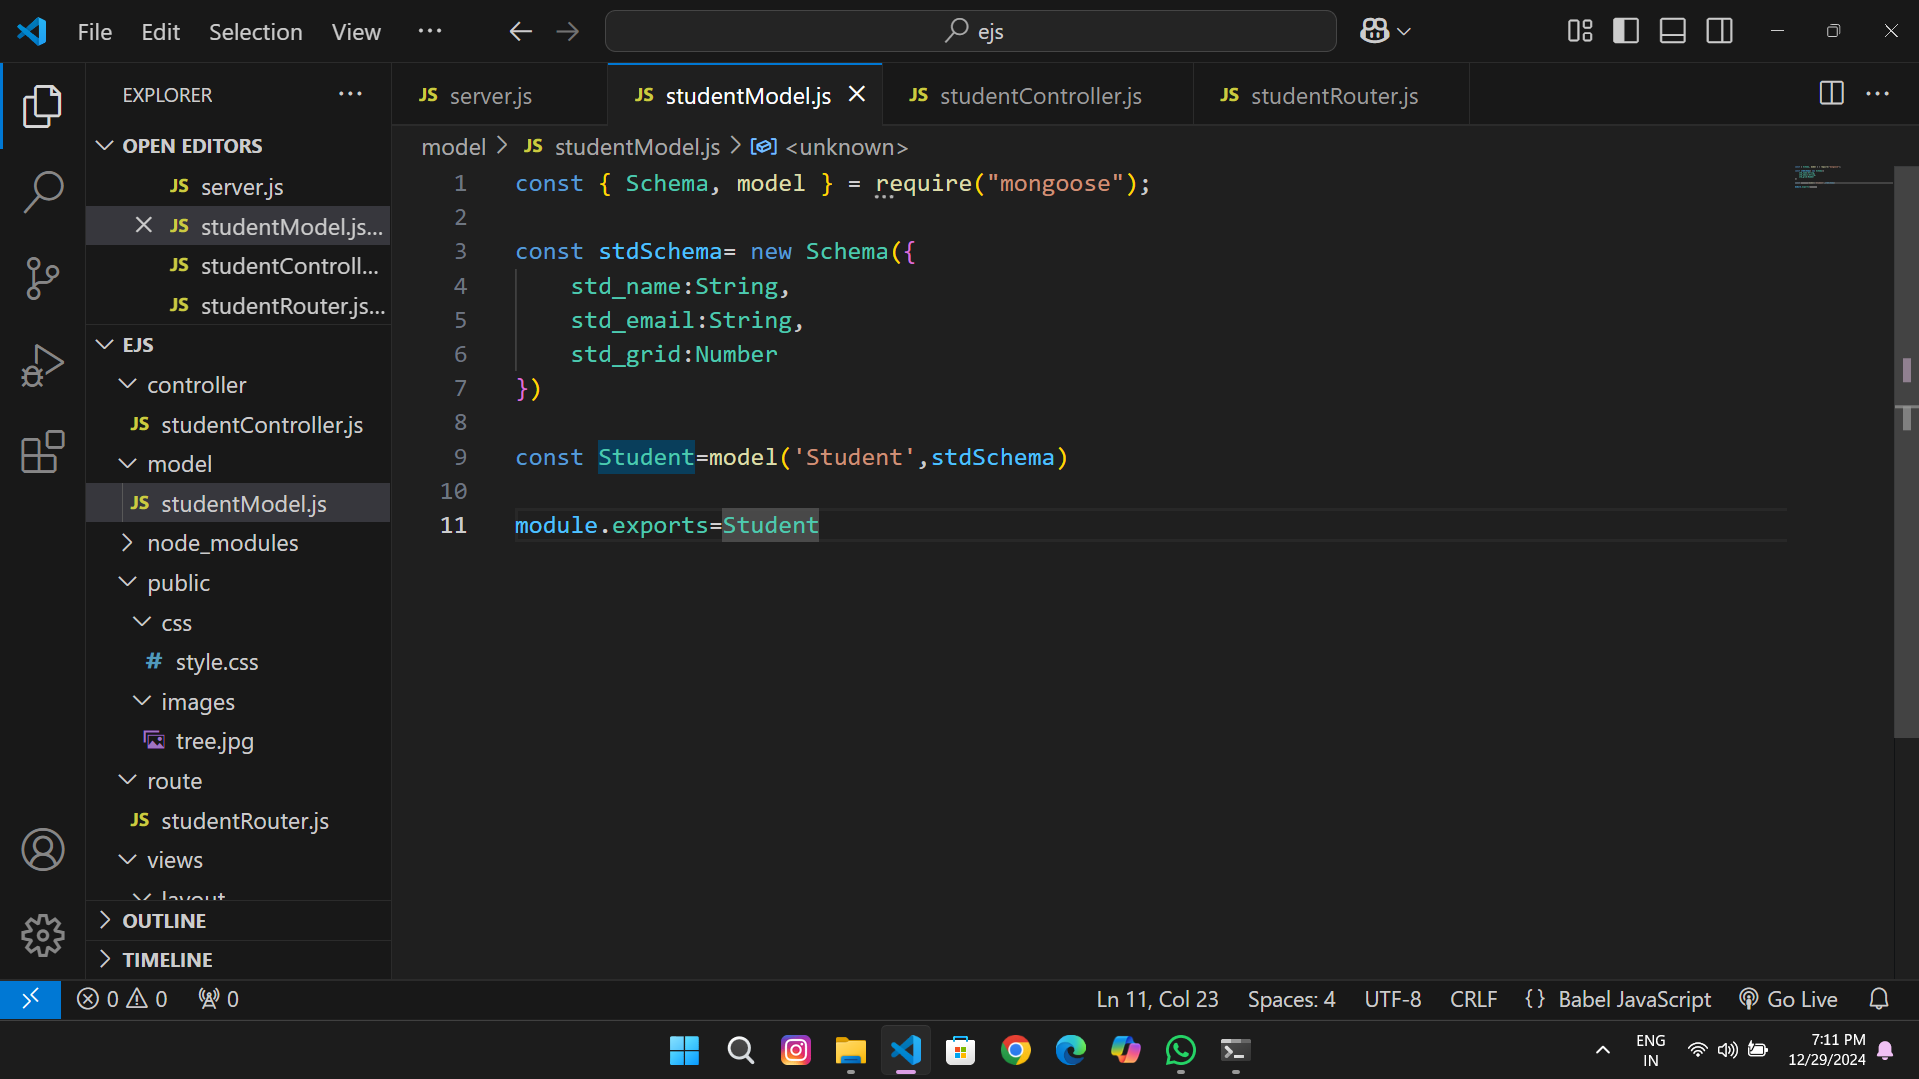 File Edit Selection View ··· ejs
EXPLORER ···
OPEN EDITORS
JS server.js
JS studentModel.js...
JS studentControll...
JS studentRouter.js...
EJS
controller
JS studentController.js
model
JS studentModel.js
node_modules
public
css
# style.css
images
tree.jpg
route
JS studentRouter.js
views
layout
OUTLINE
TIMELINE
JS server.js JS studentModel.js JS studentController.js JS studentRouter.js
model > JS studentModel.js > <unknown>
1 const { Schema, model } = require("mongoose");
2
3 const stdSchema= new Schema({
4 std_name:String,
5 std_email:String,
6 std_grid:Number
7 })
8
9 const Student=model('Student',stdSchema)
10
11 module.exports=Student
0 0 0 Ln 11, Col 23 Spaces: 4 UTF-8 CRLF {} Babel JavaScript Go Live
ENG
IN
7:11 PM
12/29/2024